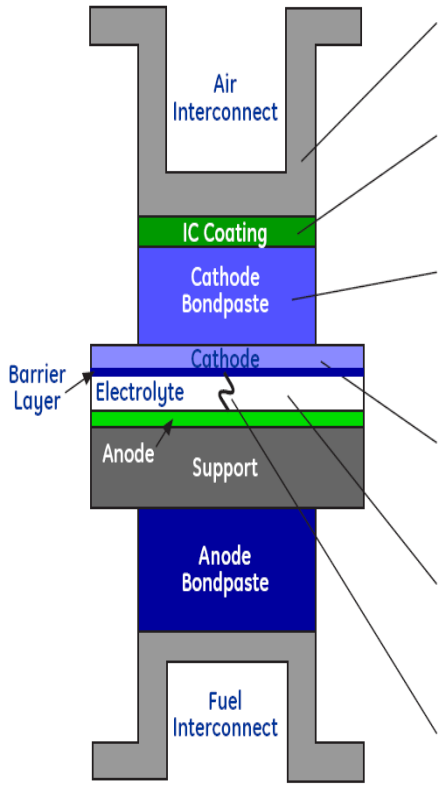 Air
Interconnect
IC Coating
Cathode
Bondpaste
Cathode
Barrier
Layer
Electrolyte
Anode
Support
Anode
Bondpaste
Fuel
Interconnect